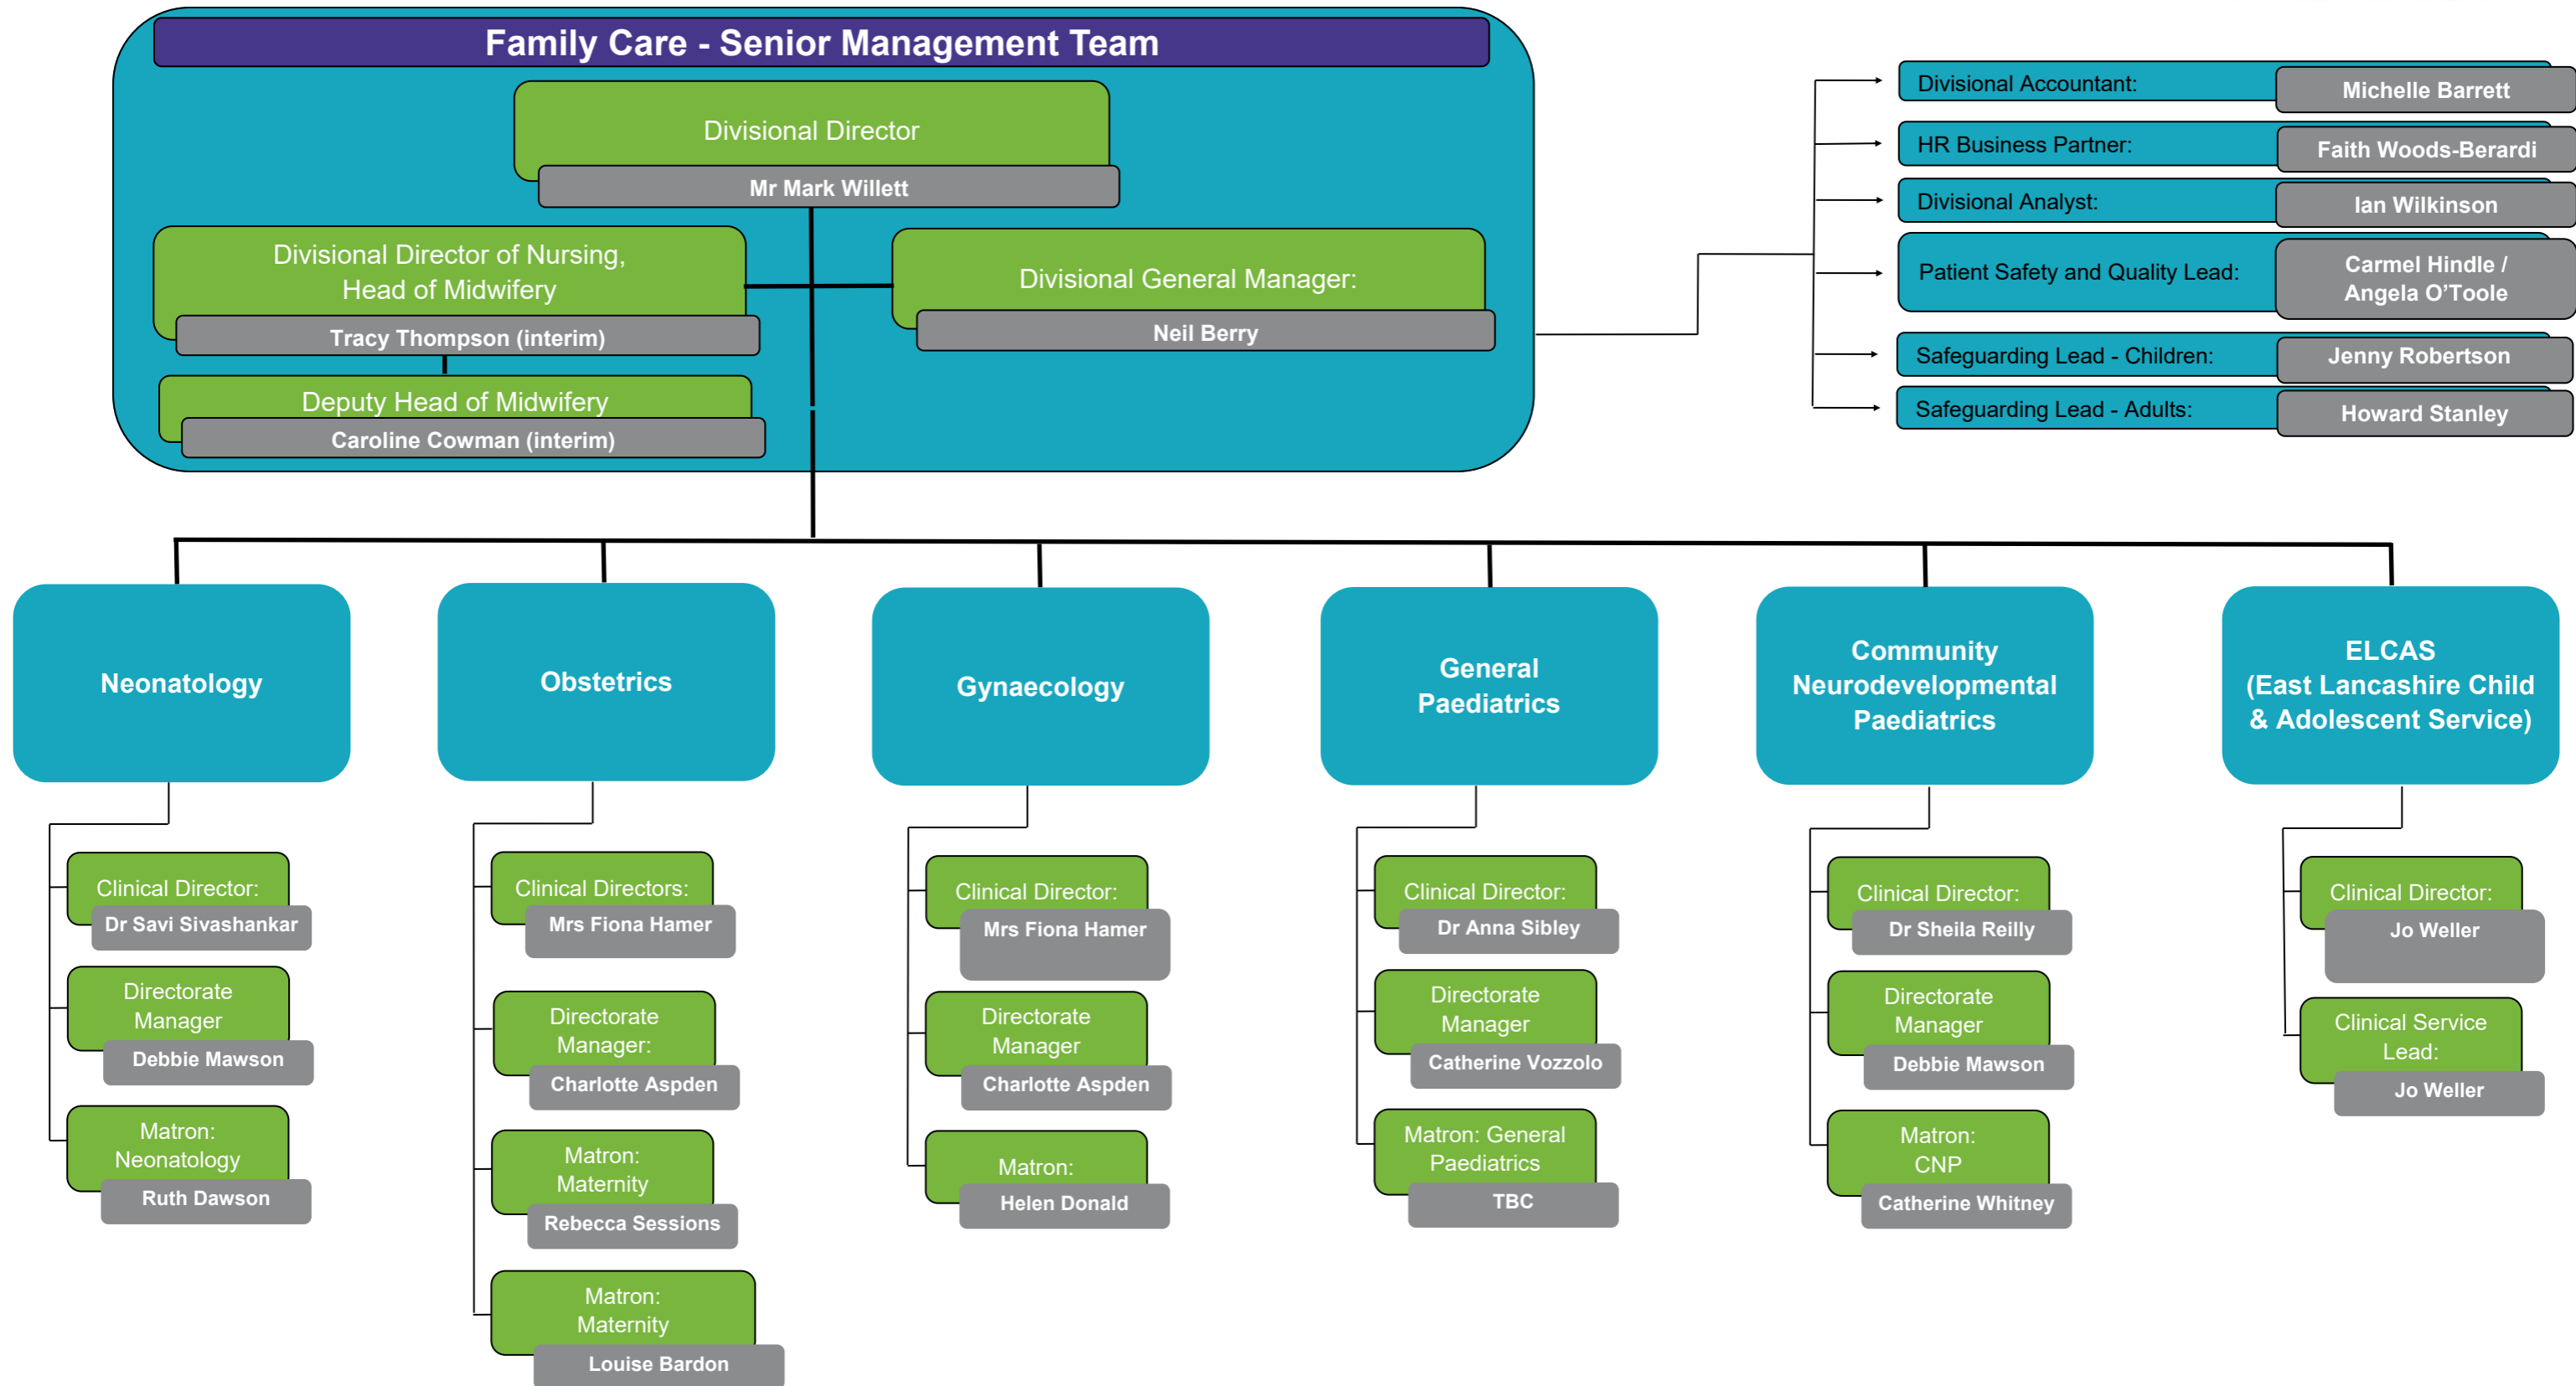 Family Care - Senior Management Team
Divisional Director
Mr Mark Willett
Divisional Director of Nursing,
Head of Midwifery
Tracy Thompson (interim)
Divisional General Manager:
Neil Berry
Deputy Head of Midwifery
Caroline Cowman (interim)
Divisional Accountant:
Michelle Barrett
HR Business Partner:
Faith Woods-Berardi
Divisional Analyst:
Ian Wilkinson
Patient Safety and Quality Lead:
Carmel Hindle /
Angela O’Toole
Safeguarding Lead - Children:
Jenny Robertson
Safeguarding Lead - Adults:
Howard Stanley
Neonatology
Clinical Director:
Dr Savi Sivashankar
Directorate
Manager
Debbie Mawson
Matron:
Neonatology
Ruth Dawson
Obstetrics
Clinical Directors:
Mrs Fiona Hamer
Directorate
Manager:
Charlotte Aspden
Matron:
Maternity
Rebecca Sessions
Matron:
Maternity
Louise Bardon
Gynaecology
Clinical Director:
Mrs Fiona Hamer
Directorate
Manager
Charlotte Aspden
Matron:
Helen Donald
General
Paediatrics
Clinical Director:
Dr Anna Sibley
Directorate
Manager
Catherine Vozzolo
Matron: General
Paediatrics
TBC
Community
Neurodevelopmental
Paediatrics
Clinical Director:
Dr Sheila Reilly
Directorate
Manager
Debbie Mawson
Matron:
CNP
Catherine Whitney
ELCAS
(East Lancashire Child
& Adolescent Service)
Clinical Director:
Jo Weller
Clinical Service
Lead:
Jo Weller